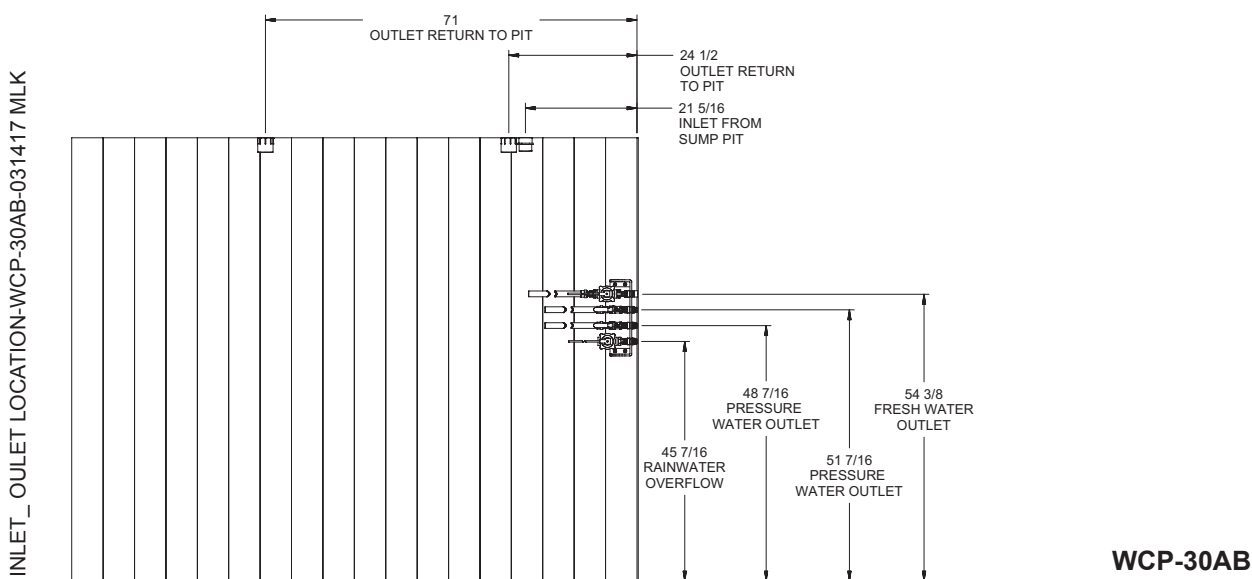 71
OUTLET RETURN TO PIT
24 1/2
OUTLET RETURN
TO PIT
21 5/16
INLET FROM
SUMP PIT
INLET_ OULET LOCATION-WCP-30AB-031417 MLK
54 3/8
FRESH WATER
OUTLET
48 7/16
PRESSURE
WATER OUTLET
45 7/16
RAINWATER
OVERFLOW
51 7/16
PRESSURE
WATER OUTLET
WCP-30AB